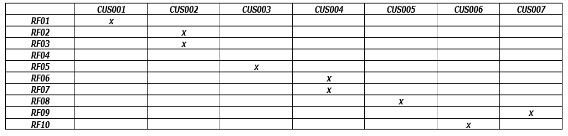 CUS001 CUS002 CUS003 CUS004 CUS005 CUS006 CUS007
RF01 x
RF02 x
RF03 x
RF04
RF05 x
RF06 x
RF07 x
RF08 x
RF09 x
RF10 x